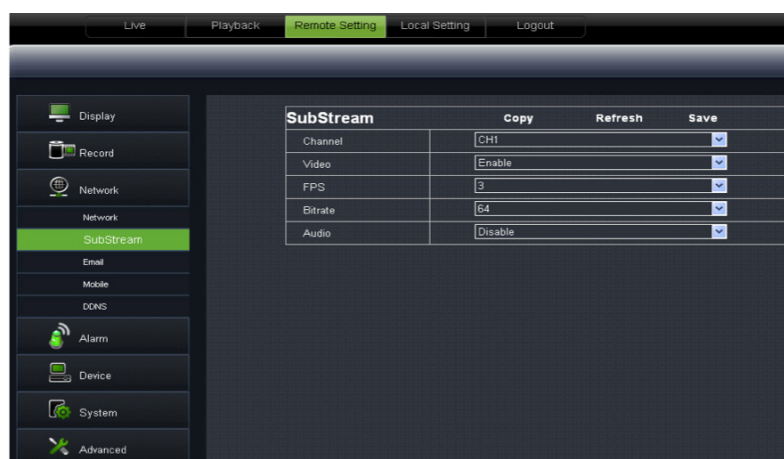 Live Playback Remote Setting Local Setting Logout
Display
Record
Network
Network
SubStream
Email
Mobile
DDNS
Alarm
Device
System
Advanced
SubStream Copy Refresh Save
Channel CH1
Video Enable
FPS 3
Bitrate 64
Audio Disable